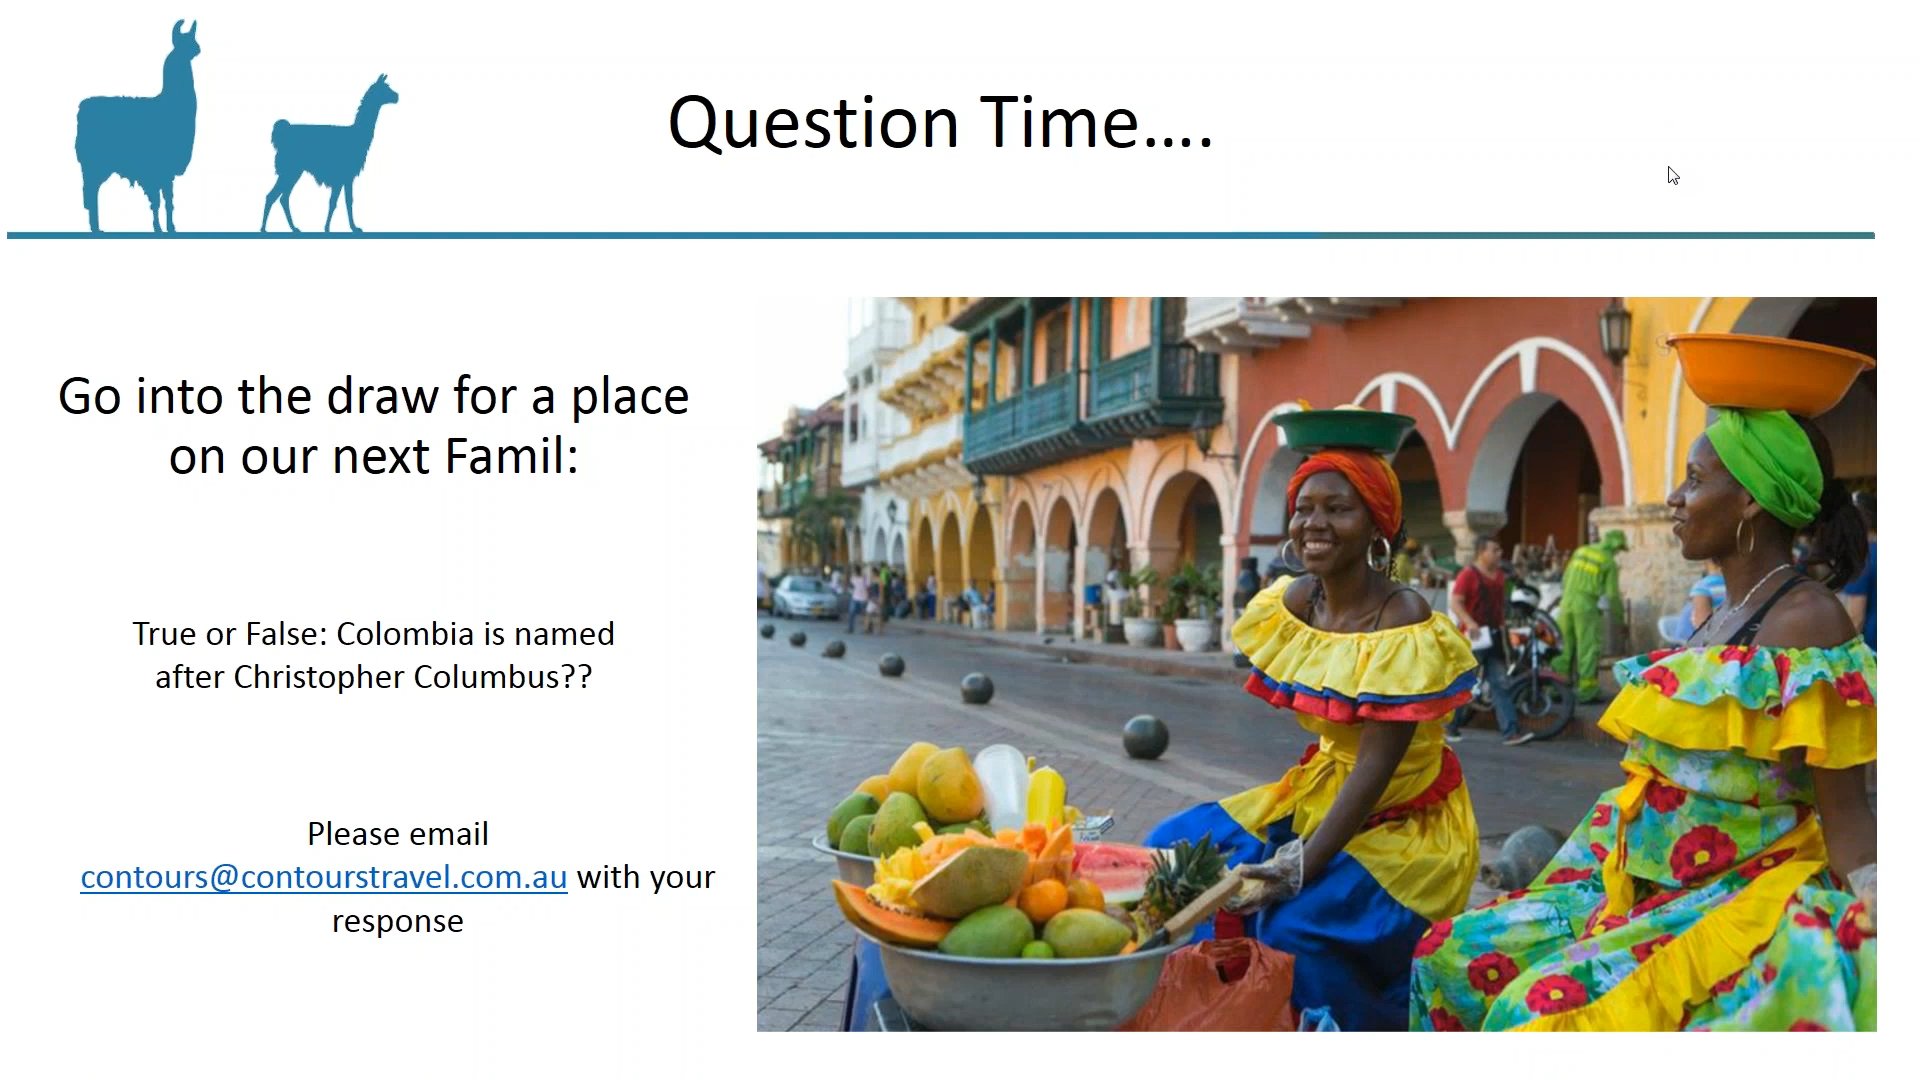 Question Time....
Go into the draw for a place
on our next Famil:
True or False: Colombia is named
after Christopher Columbus??
Please email
contours@contourstravel.com.au with your
response